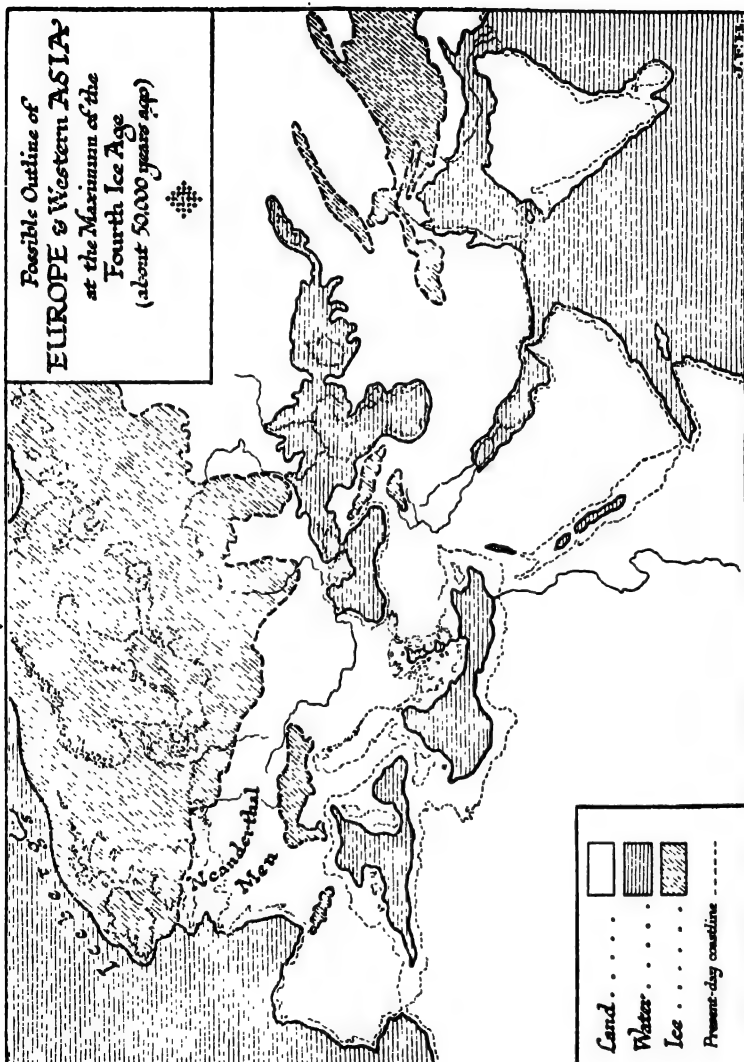 Possible Outline of
EUROPE & Western ASIA
at the Maximum of the
Fourth Ice Age
(about 50,000 years ago)
Neanderthal
Men
Land . . . . . .
Water . . . . .
Ice . . . . . .
Present-day coastline